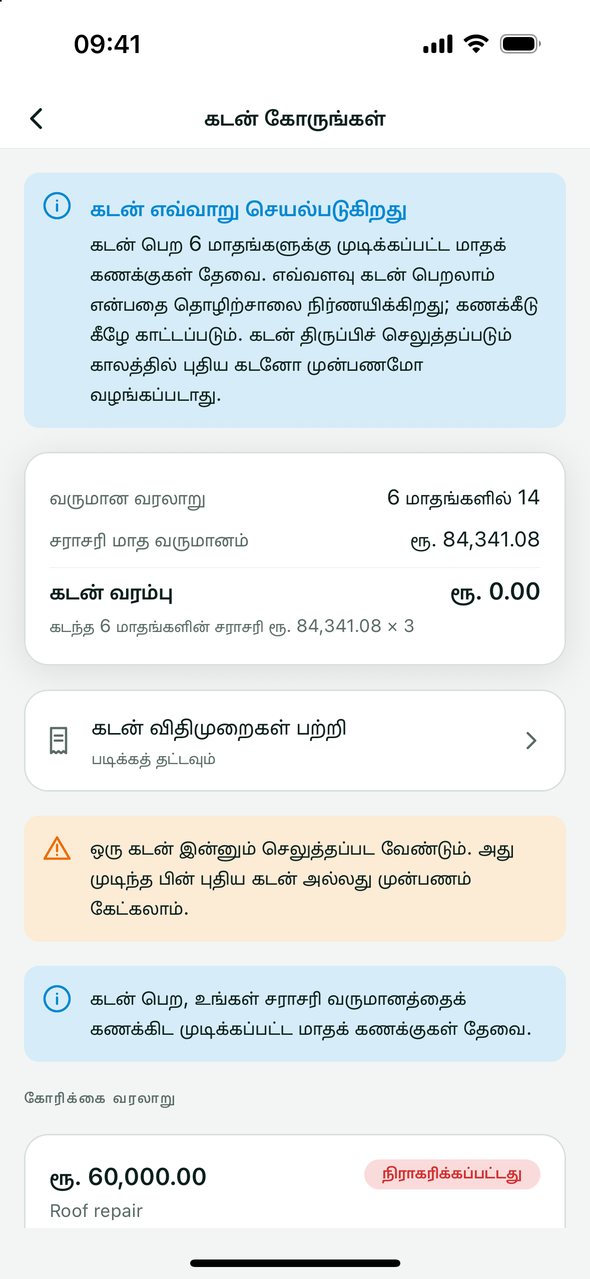 09:41
கடன் கோருங்கள்
கடன் எவ்வாறு செயல்படுகிறது
கடன் பெற 6 மாதங்களுக்கு முடிக்கப்பட்ட மாதக்
கணக்குகள் தேவை. எவ்வளவு கடன் பெறலாம்
என்பதை தொழிற்சாலை நிர்ணயிக்கிறது; கணக்கீடு
கீழே காட்டப்படும். கடன் திருப்பிச் செலுத்தப்படும்
காலத்தில் புதிய கடனோ முன்பணமோ
வழங்கப்படாது.
வருமான வரலாறு 6 மாதங்களில் 14
சராசரி மாத வருமானம் ரூ. 84,341.08
கடன் வரம்பு ரூ. 0.00
கடந்த 6 மாதங்களின் சராசரி ரூ. 84,341.08 × 3
கடன் விதிமுறைகள் பற்றி
படிக்கத் தட்டவும்
ஒரு கடன் இன்னும் செலுத்தப்பட வேண்டும். அது
முடிந்த பின் புதிய கடன் அல்லது முன்பணம்
கேட்கலாம்.
கடன் பெற, உங்கள் சராசரி வருமானத்தைக்
கணக்கிட முடிக்கப்பட்ட மாதக் கணக்குகள் தேவை.
கோரிக்கை வரலாறு
ரூ. 60,000.00 நிராகரிக்கப்பட்டது
Roof repair